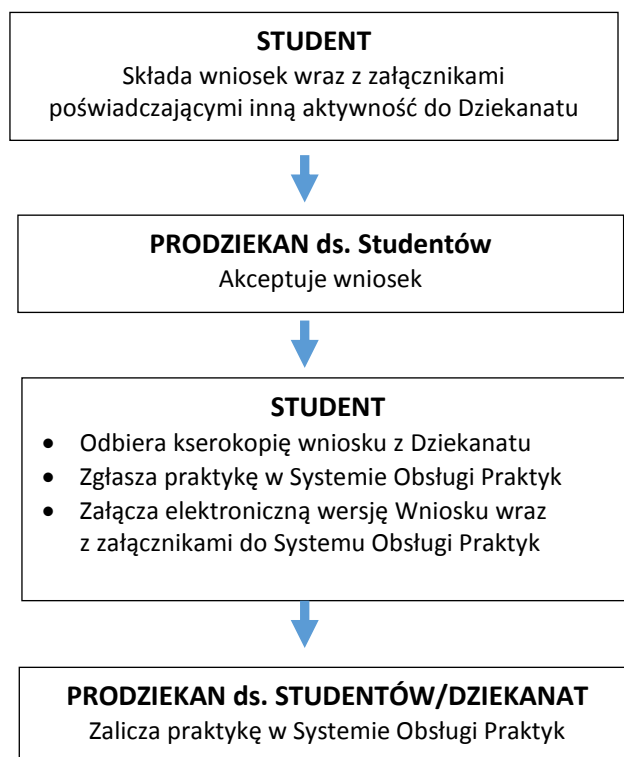 STUDENT
Składa wniosek wraz z załącznikami
poświadczającymi inną aktywność do Dziekanatu
PRODZIEKAN ds. Studentów
Akceptuje wniosek
STUDENT
• Odbiera kserokopię wniosku z Dziekanatu
• Zgłasza praktykę w Systemie Obsługi Praktyk
• Załącza elektroniczną wersję Wniosku wraz
z załącznikami do Systemu Obsługi Praktyk
PRODZIEKAN ds. STUDENTÓW/DZIEKANAT
Zalicza praktykę w Systemie Obsługi Praktyk